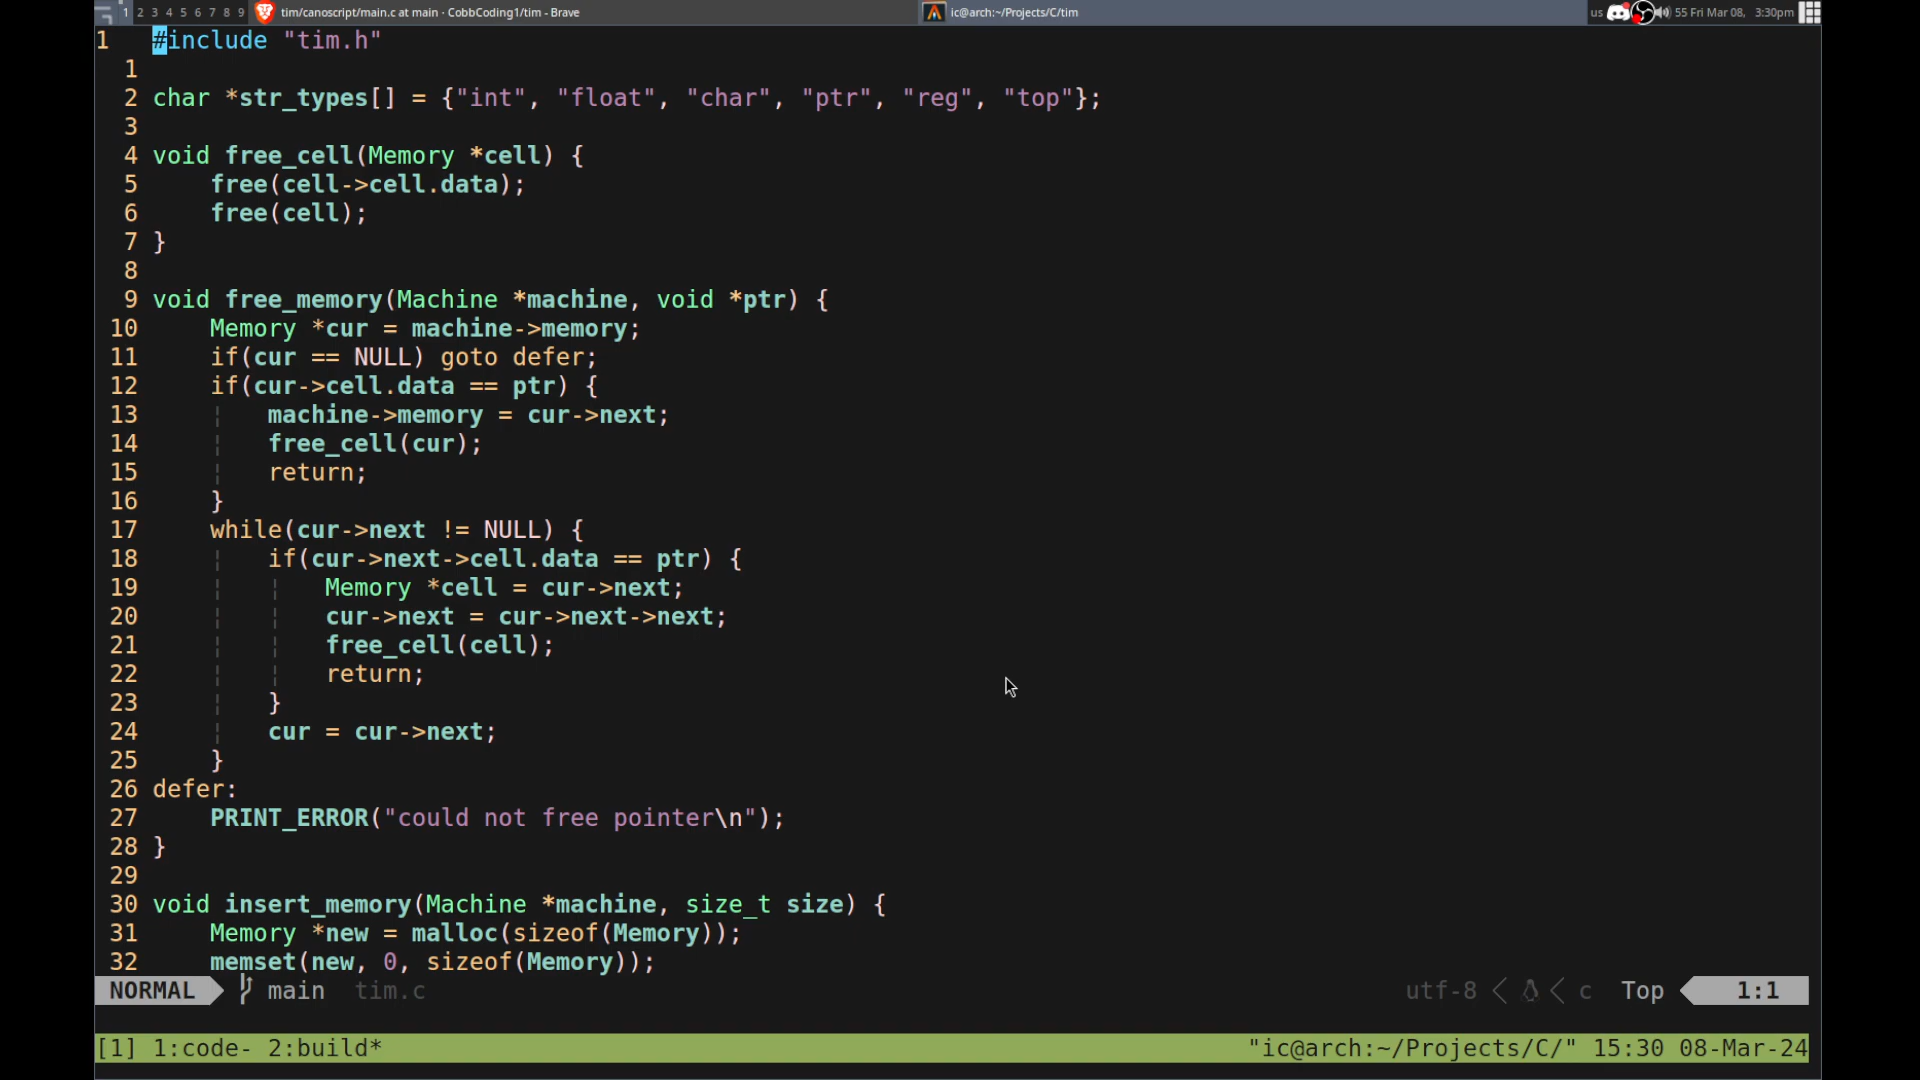 1 2 3 4 5 6 7 8 9 tim/canoscript/main.c at main · CobbCoding1/tim - Brave ic@arch:~/Projects/C/tim us 55 Fri Mar 08, 3:30pm
1 #include "tim.h"
1
2 char *str_types[] = {"int", "float", "char", "ptr", "reg", "top"};
3
4 void free_cell(Memory *cell) {
5 free(cell->cell.data);
6 free(cell);
7 }
8
9 void free_memory(Machine *machine, void *ptr) {
10 Memory *cur = machine->memory;
11 if(cur == NULL) goto defer;
12 if(cur->cell.data == ptr) {
13 machine->memory = cur->next;
14 free_cell(cur);
15 return;
16 }
17 while(cur->next != NULL) {
18 if(cur->next->cell.data == ptr) {
19 Memory *cell = cur->next;
20 cur->next = cur->next->next;
21 free_cell(cell);
22 return;
23 }
24 cur = cur->next;
25 }
26 defer:
27 PRINT_ERROR("could not free pointer\n");
28 }
29
30 void insert_memory(Machine *machine, size_t size) {
31 Memory *new = malloc(sizeof(Memory));
32 memset(new, 0, sizeof(Memory));
NORMAL main tim.c utf-8 < < c Top 1:1
[1] 1:code- 2:build* "ic@arch:~/Projects/C/" 15:30 08-Mar-24